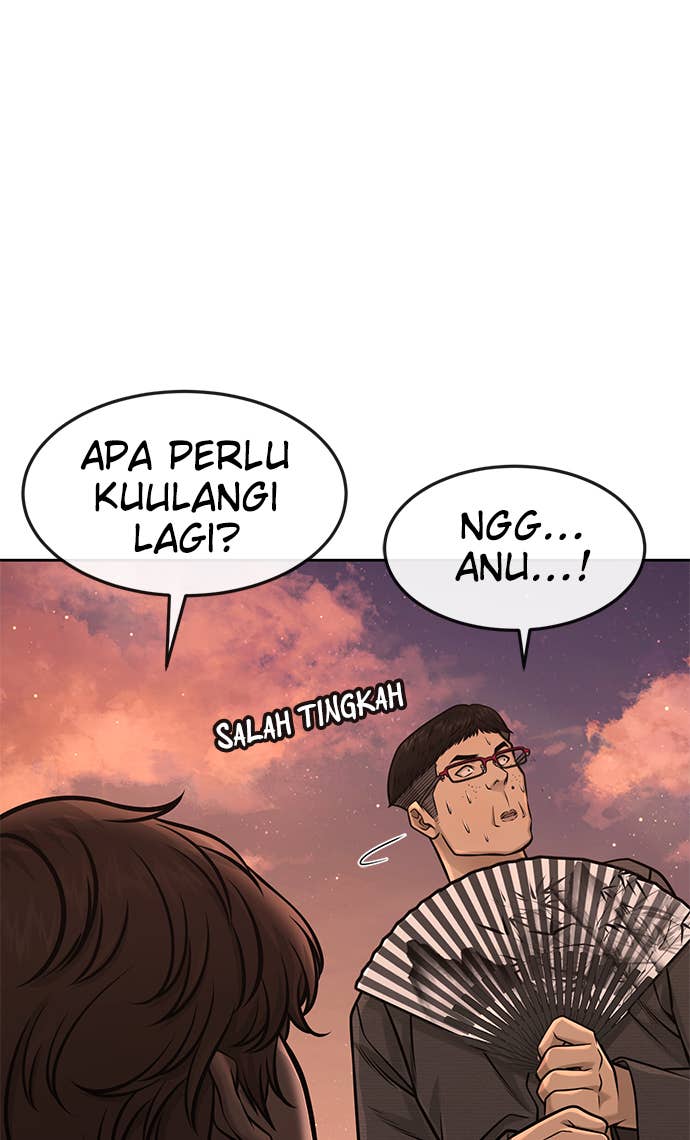 APA PERLU
KUULANGI
LAGI?
NGG...
ANU...!
SALAH TINGKAH